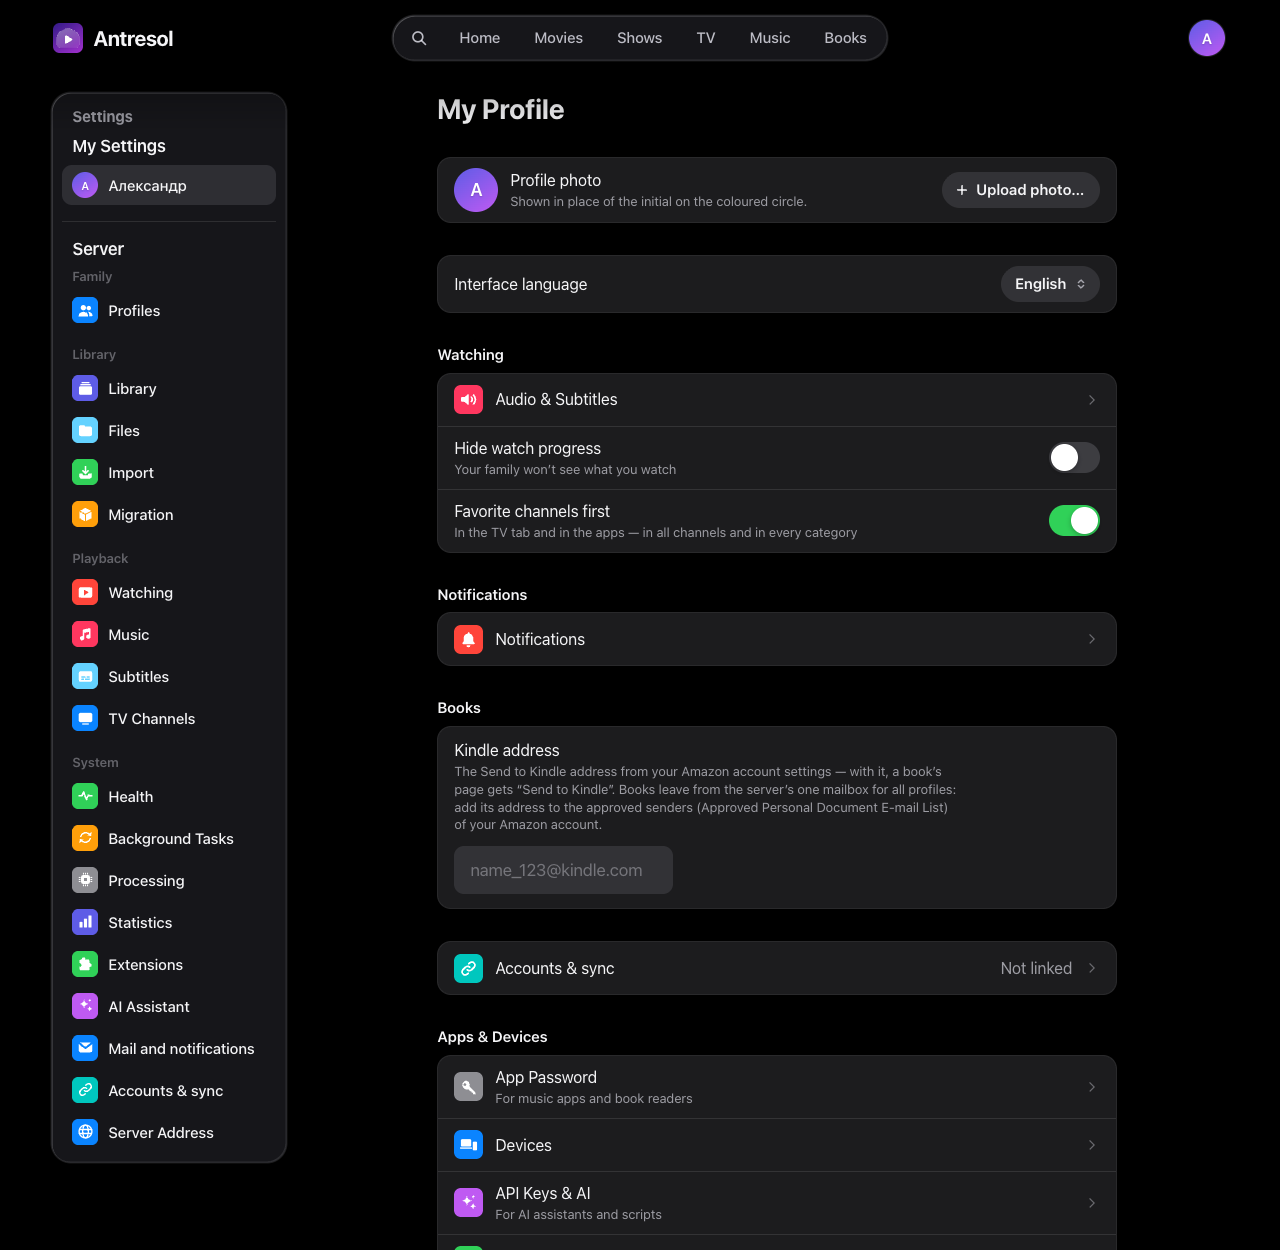 Antresol
Home
Movies
Shows
TV
Music
Books
A
Settings
My Settings
A
Александр
Server
Family
Profiles
Library
Library
Files
Import
Migration
Playback
Watching
Music
Subtitles
TV Channels
System
Health
Background Tasks
Processing
Statistics
Extensions
AI Assistant
Mail and notifications
Accounts & sync
Server Address
My Profile
A
Profile photo
Shown in place of the initial on the coloured circle.
+ Upload photo...
Interface language
English
Watching
Audio & Subtitles
Hide watch progress
Your family won’t see what you watch
Favorite channels first
In the TV tab and in the apps — in all channels and in every category
Notifications
Notifications
Books
Kindle address
The Send to Kindle address from your Amazon account settings — with it, a book’s
page gets “Send to Kindle”. Books leave from the server’s one mailbox for all profiles:
add its address to the approved senders (Approved Personal Document E-mail List)
of your Amazon account.
name_123@kindle.com
Accounts & sync
Not linked
Apps & Devices
App Password
For music apps and book readers
Devices
API Keys & AI
For AI assistants and scripts